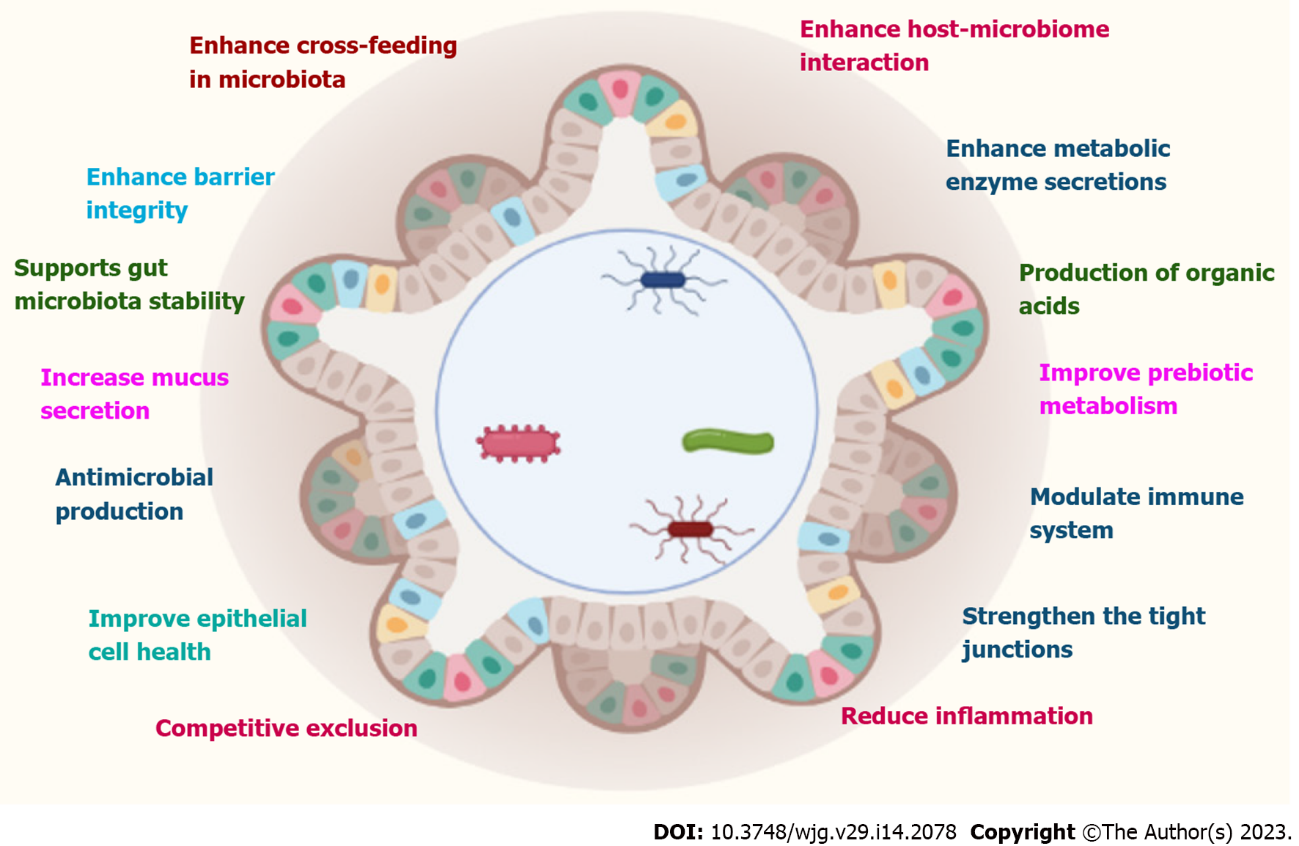 Enhance cross-feeding
in microbiota
Enhance barrier
integrity
Supports gut
microbiota stability
Increase mucus
secretion
Antimicrobial
production
Improve epithelial
cell health
Competitive exclusion
Enhance host-microbiome
interaction
Enhance metabolic
enzyme secretions
Production of organic
acids
Improve prebiotic
metabolism
Modulate immune
system
Strengthen the tight
junctions
Reduce inflammation
DOI: 10.3748/wjg.v29.i14.2078 Copyright ©The Author(s) 2023.